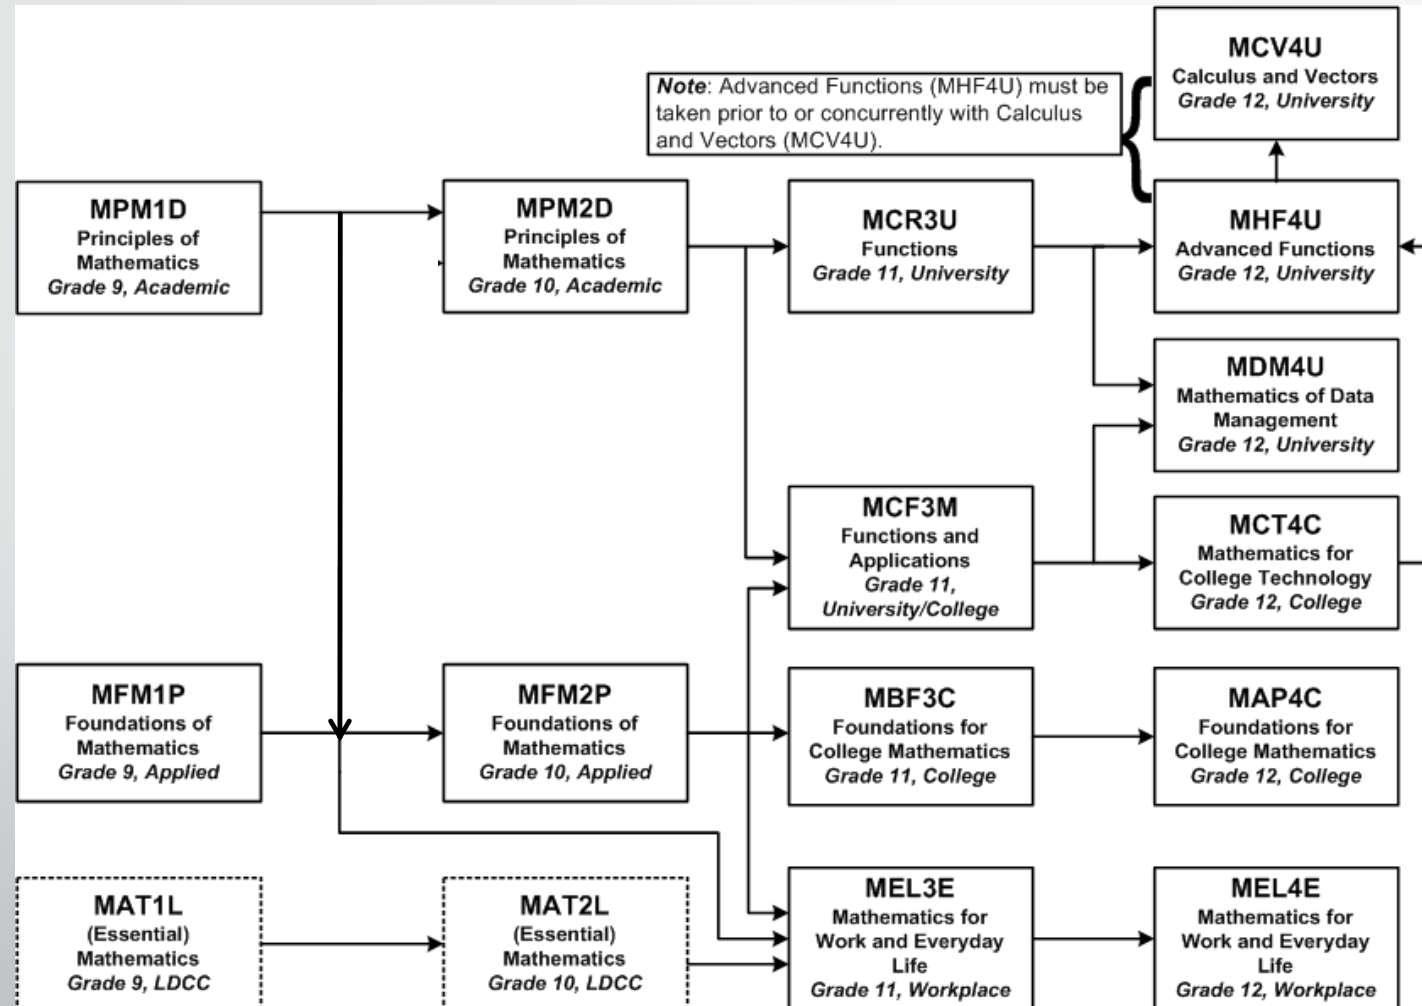 MCV4U
Calculus and Vectors
Grade 12, University
Note: Advanced Functions (MHF4U) must be
taken prior to or concurrently with Calculus
and Vectors (MCV4U).
MPM1D
Principles of
Mathematics
Grade 9, Academic
MPM2D
Principles of
Mathematics
Grade 10, Academic
MCR3U
Functions
Grade 11, University
MHF4U
Advanced Functions
Grade 12, University
MDM4U
Mathematics of Data
Management
Grade 12, University
MCF3M
Functions and
Applications
Grade 11,
University/College
MCT4C
Mathematics for
College Technology
Grade 12, College
MFM1P
Foundations of
Mathematics
Grade 9, Applied
MFM2P
Foundations of
Mathematics
Grade 10, Applied
MBF3C
Foundations for
College Mathematics
Grade 11, College
MAP4C
Foundations for
College Mathematics
Grade 12, College
MAT1L
(Essential)
Mathematics
Grade 9, LDCC
MAT2L
(Essential)
Mathematics
Grade 10, LDCC
MEL3E
Mathematics for
Work and Everyday
Life
Grade 11, Workplace
MEL4E
Mathematics for
Work and Everyday
Life
Grade 12, Workplace